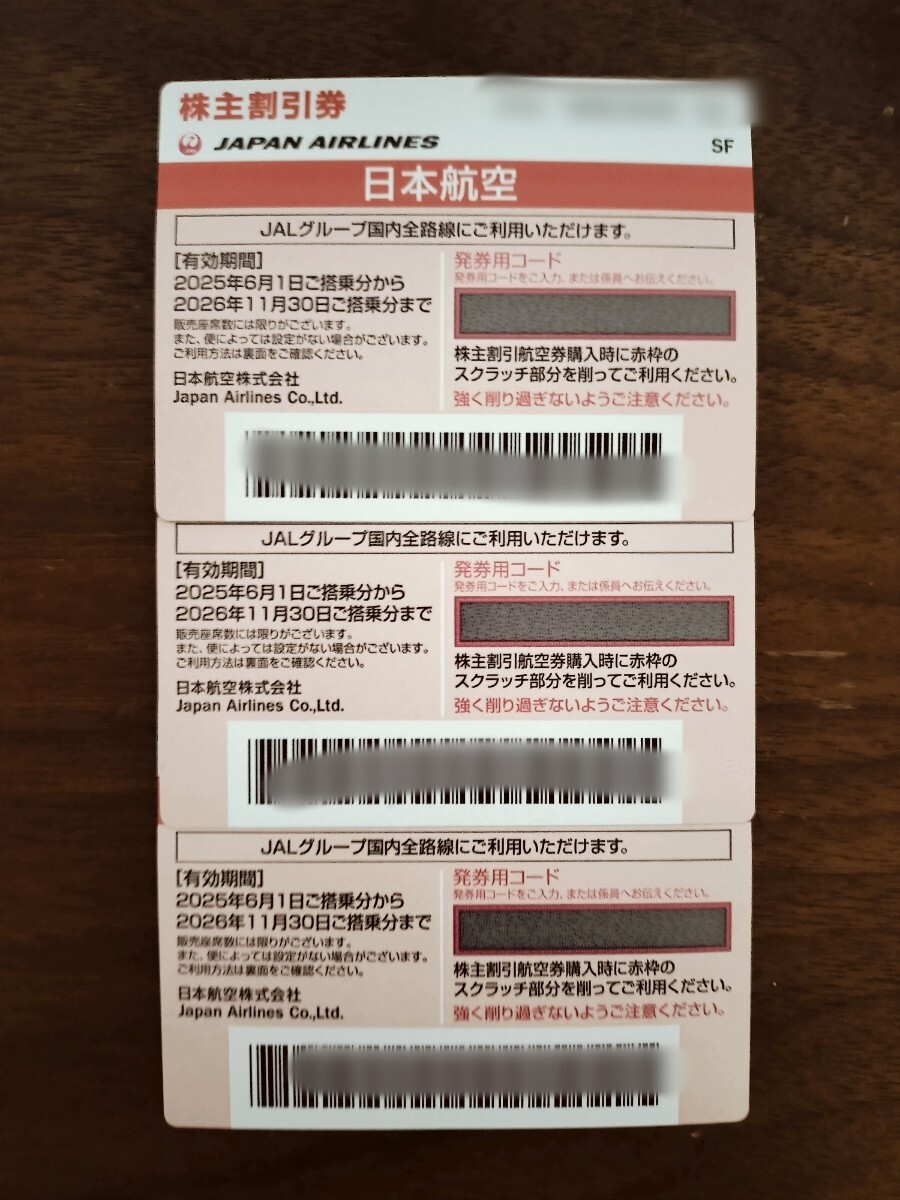 株主割引券
JAPAN AIRLINES
SF
日本航空
JALグループ国内全路線にご利用いただけます。
[有効期間]
2025年6月1日ご搭乗分から
2026年11月30日ご搭乗分まで
販売座席数には限りがございます。
また、便によっては設定がない場合がございます。
ご利用方法は裏面をご確認ください。
日本航空株式会社
Japan Airlines Co.,Ltd.
発券用コード
発券用コードをご入力、または係員へお伝えください。
株主割引航空券購入時に赤枠の
スクラッチ部分を削ってご利用ください。
強く削り過ぎないようご注意ください。
JALグループ国内全路線にご利用いただけます。
[有効期間]
2025年6月1日ご搭乗分から
2026年11月30日ご搭乗分まで
販売座席数には限りがございます。
また、便によっては設定がない場合がございます。
ご利用方法は裏面をご確認ください。
日本航空株式会社
Japan Airlines Co.,Ltd.
発券用コード
発券用コードをご入力、または係員へお伝えください。
株主割引航空券購入時に赤枠の
スクラッチ部分を削ってご利用ください。
強く削り過ぎないようご注意ください。
JALグループ国内全路線にご利用いただけます。
[有効期間]
2025年6月1日ご搭乗分から
2026年11月30日ご搭乗分まで
販売座席数には限りがございます。
また、便によっては設定がない場合がございます。
ご利用方法は裏面をご確認ください。
日本航空株式会社
Japan Airlines Co.,Ltd.
発券用コード
発券用コードをご入力、または係員へお伝えください。
株主割引航空券購入時に赤枠の
スクラッチ部分を削ってご利用ください。
強く削り過ぎないようご注意ください。